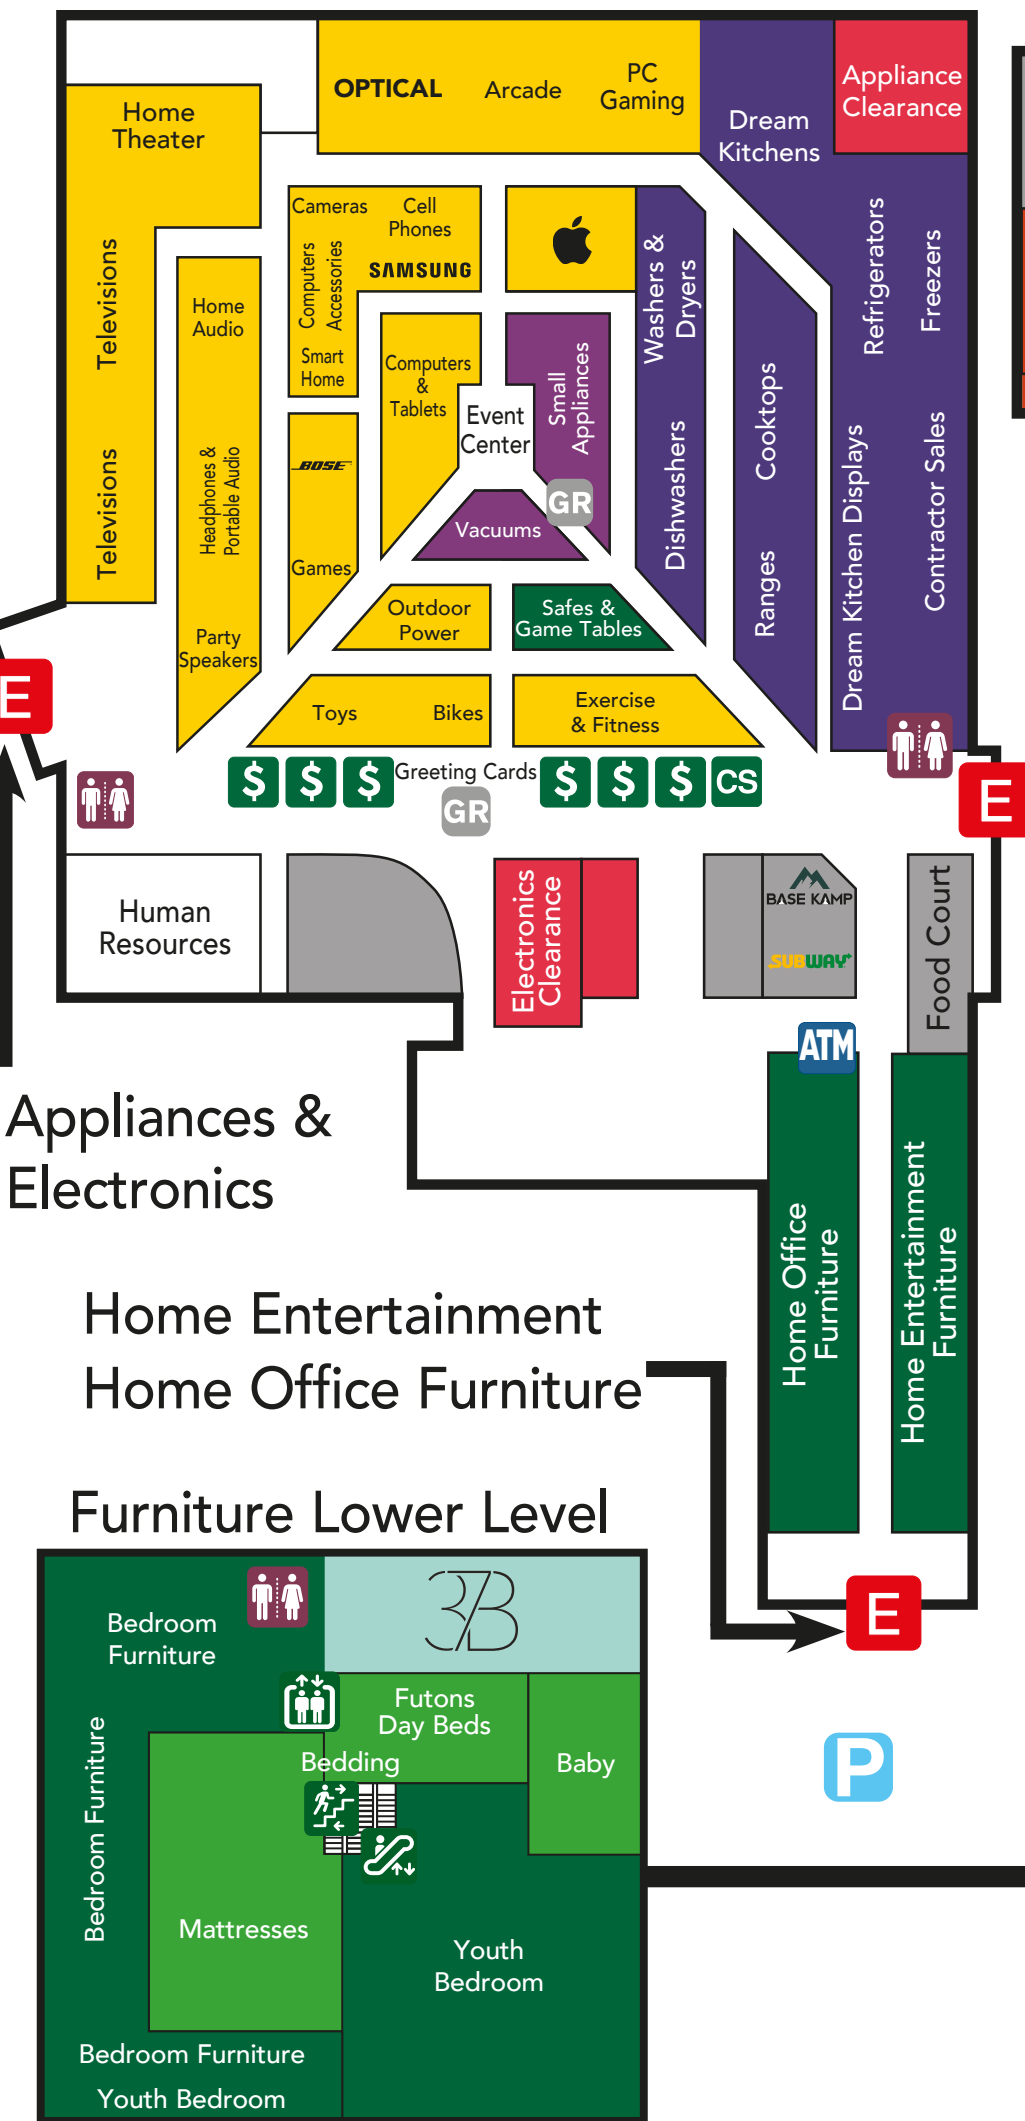 OPTICAL
Arcade
PC
Gaming
Dream
Kitchens
Appliance
Clearance
Home
Theater
Televisions
Televisions
Cameras
Cell
Phones
Computers
Accessories
SAMSUNG
Smart
Home
Home
Audio
Headphones &
Portable Audio
Party
Speakers
BOSE
Games
Computers
&
Tablets
Event
Center
Small
Appliances
GR
Vacuums
Washers &
Dryers
Dishwashers
Cooktops
Ranges
Refrigerators
Freezers
Dream Kitchen Displays
Contractor Sales
Outdoor
Power
Safes &
Game Tables
Toys
Bikes
Exercise
& Fitness
E
$
$
$
Greeting Cards
GR
$
$
$
CS
E
Human
Resources
Electronics
Clearance
BASE KAMP
SUBWAY
Food Court
ATM
Appliances &
Electronics
Home Office
Furniture
Home Entertainment
Furniture
Home Entertainment
Home Office Furniture
E
P
Furniture Lower Level
Bedroom
Furniture
3/B
Futons
Day Beds
Bedding
Baby
Bedroom Furniture
Mattresses
Youth
Bedroom
Bedroom Furniture
Youth Bedroom